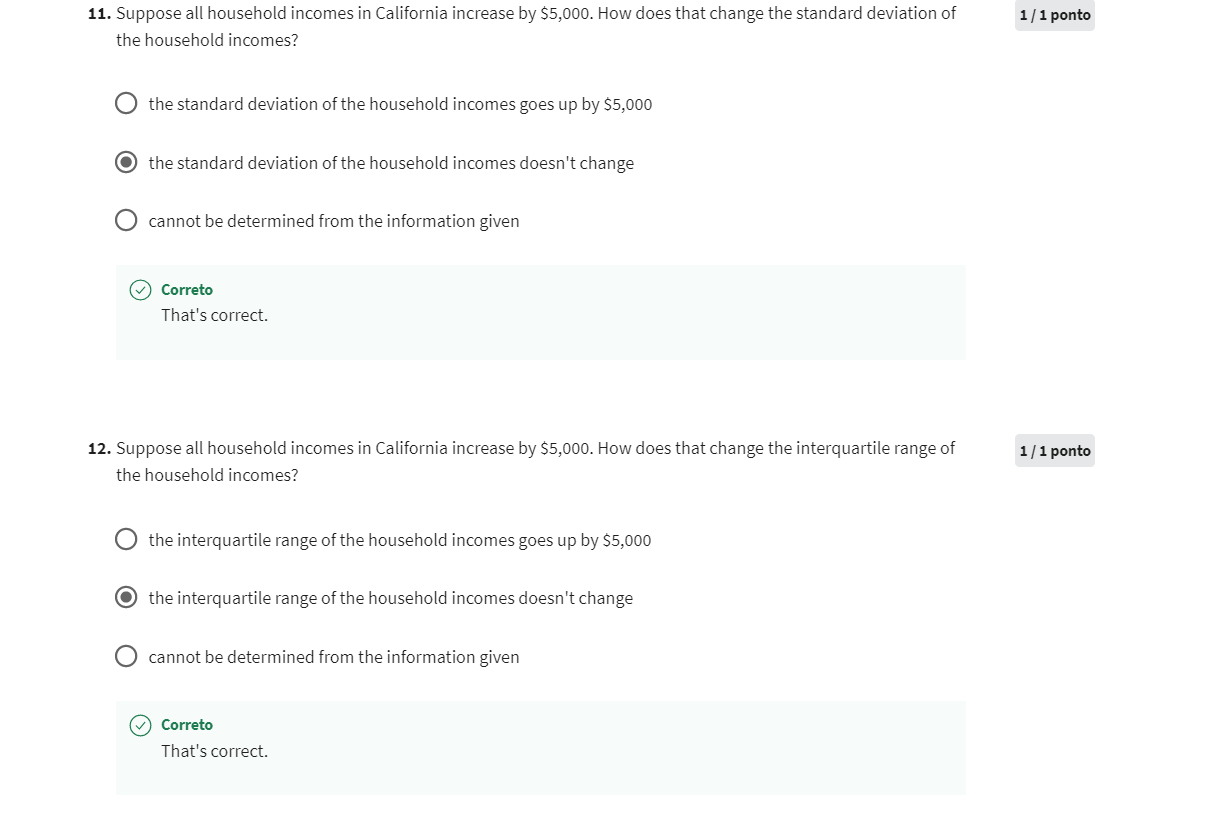 11. Suppose all household incomes in California increase by $5,000. How does that change the standard deviation of
the household incomes?
1 / 1 ponto
the standard deviation of the household incomes goes up by $5,000
the standard deviation of the household incomes doesn't change
cannot be determined from the information given
Correto
That's correct.
12. Suppose all household incomes in California increase by $5,000. How does that change the interquartile range of
the household incomes?
1 / 1 ponto
the interquartile range of the household incomes goes up by $5,000
the interquartile range of the household incomes doesn't change
cannot be determined from the information given
Correto
That's correct.